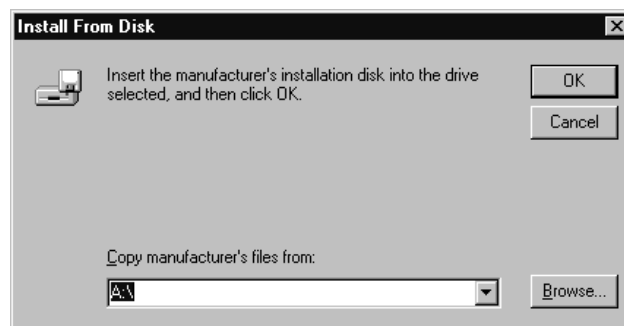 Install From Disk
Insert the manufacturer's installation disk into the drive
selected, and then click OK.
OK
Cancel
Copy manufacturer's files from:
A:\
Browse...